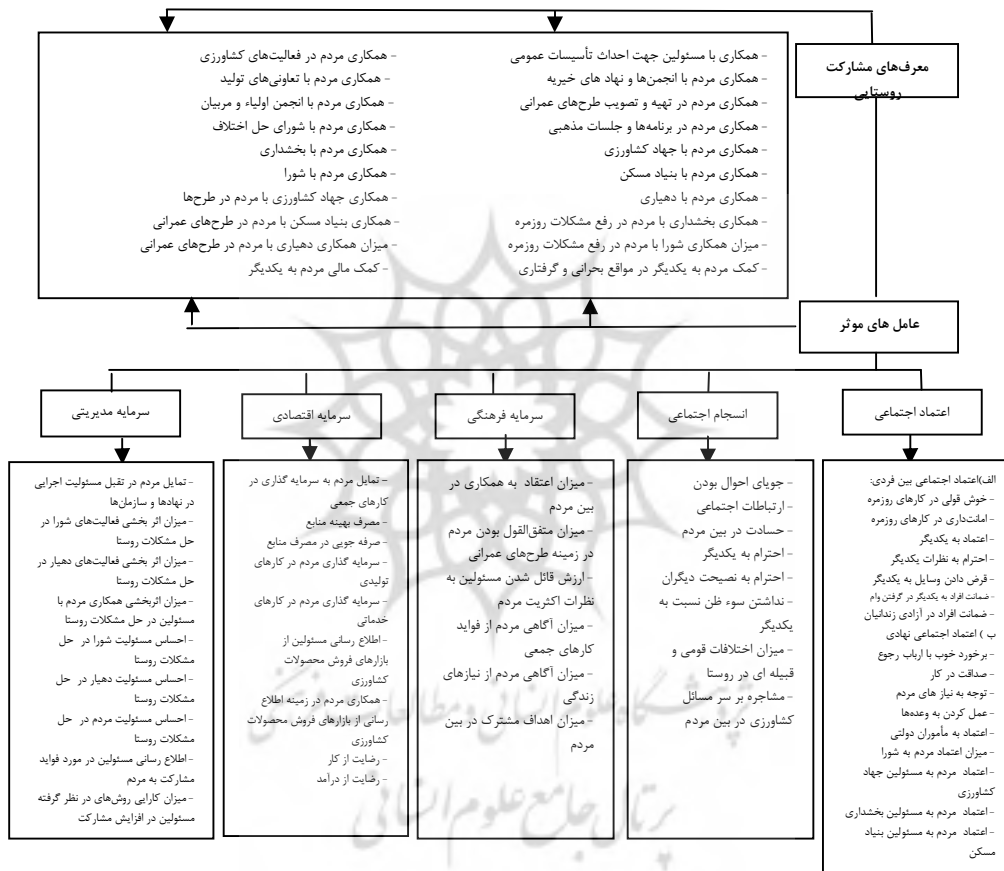 معرف‌های مشارکت
روستایی
- همکاری با مسئولین جهت احداث تأسیسات عمومی
- همکاری مردم با انجمن‌ها و نهاد های خیریه
- همکاری مردم در تهیه و تصویب طرح‌های عمرانی
- همکاری مردم در برنامه‌ها و جلسات مذهبی
- همکاری مردم با جهاد کشاورزی
- همکاری مردم با بنیاد مسکن
- همکاری مردم با دهیاری
- همکاری بخشداری با مردم در رفع مشکلات روزمره
- میزان همکاری شورا با مردم در رفع مشکلات روزمره
- کمک مردم به یکدیگر در مواقع بحرانی و گرفتاری
- همکاری مردم در فعالیت‌های کشاورزی
- همکاری مردم با تعاونی‌های تولید
- همکاری مردم با انجمن اولیاء و مربیان
- همکاری مردم با شورای حل اختلاف
- همکاری مردم با بخشداری
- همکاری مردم با شورا
- همکاری جهاد کشاورزی با مردم در طرح‌ها
- همکاری بنیاد مسکن با مردم در طرح‌های عمرانی
- میزان همکاری دهیاری با مردم در طرح‌های عمرانی
- کمک مالی مردم به یکدیگر
عامل های موثر
اعتماد اجتماعی
الف)اعتماد اجتماعی بین فردی:
- خوش قولی در کارهای روزمره
- امانت‌داری در کارهای روزمره
- اعتماد به یکدیگر
- احترام به نظرات یکدیگر
- قرض دادن وسایل به یکدیگر
- ضمانت افراد به یکدیگر در گرفتن وام
- ضمانت افراد در آزادی زندانیان
ب ) اعتماد اجتماعی نهادی
- برخورد خوب با ارباب رجوع
- صداقت در کار
- توجه به نیاز های مردم
- عمل کردن به وعده‌ها
- اعتماد به مأموران دولتی
- میزان اعتماد مردم به شورا
- اعتماد مردم به مسئولین جهاد
کشاورزی
- اعتماد مردم به مسئولین بخشداری
- اعتماد مردم به مسئولین بنیاد
مسکن
انسجام اجتماعی
- جویای احوال بودن
- ارتباطات اجتماعی
- حسادت در بین مردم
- احترام به یکدیگر
- احترام به نصیحت دیگران
- نداشتن سوء ظن نسبت به
یکدیگر
- میزان اختلافات قومی و
قبیله ای در روستا
- مشاجره بر سر مسائل
کشاورزی در بین مردم
سرمایه فرهنگی
- میزان اعتقاد به همکاری در
بین مردم
- میزان متفق‌القول بودن مردم
در زمینه طرح‌های عمرانی
- ارزش قائل شدن مسئولین به
نظرات اکثریت مردم
- میزان آگاهی مردم از فواید
کارهای جمعی
- میزان آگاهی مردم از نیازهای
زندگی
- میزان اهداف مشترک در بین
مردم
سرمایه اقتصادی
- تمایل مردم به سرمایه گذاری در
کارهای جمعی
- مصرف بهینه منابع
- صرفه جویی در مصرف منابع
- سرمایه گذاری مردم در کارهای
تولیدی
- سرمایه گذاری مردم در کارهای
خدماتی
- اطلاع رسانی مسئولین از
بازارهای فروش محصولات
کشاورزی
- همکاری مردم در زمینه اطلاع
رسانی از بازارهای فروش محصولات
کشاورزی
- رضایت از کار
- رضایت از درآمد
سرمایه مدیریتی
- تمایل مردم در تقبل مسئولیت اجرایی
در نهادها و سازمان‌ها
- میزان اثر بخشی فعالیت‌های شورا در
حل مشکلات روستا
- میزان اثر بخشی فعالیت‌های دهیار در
حل مشکلات روستا
- میزان اثربخشی همکاری مردم با
مسئولین در حل مشکلات روستا
- احساس مسئولیت شورا در حل
مشکلات روستا
- احساس مسئولیت دهیار در حل
مشکلات روستا
- احساس مسئولیت مردم در حل
مشکلات روستا
- اطلاع رسانی مسئولین در مورد فواید
مشارکت به مردم
- میزان کارایی روش‌های در نظر گرفته
مسئولین در افزایش مشارکت
پژوهشگاه علوم انسانی و مطالعات فرهنگی
پرتال جامع علوم انسانی